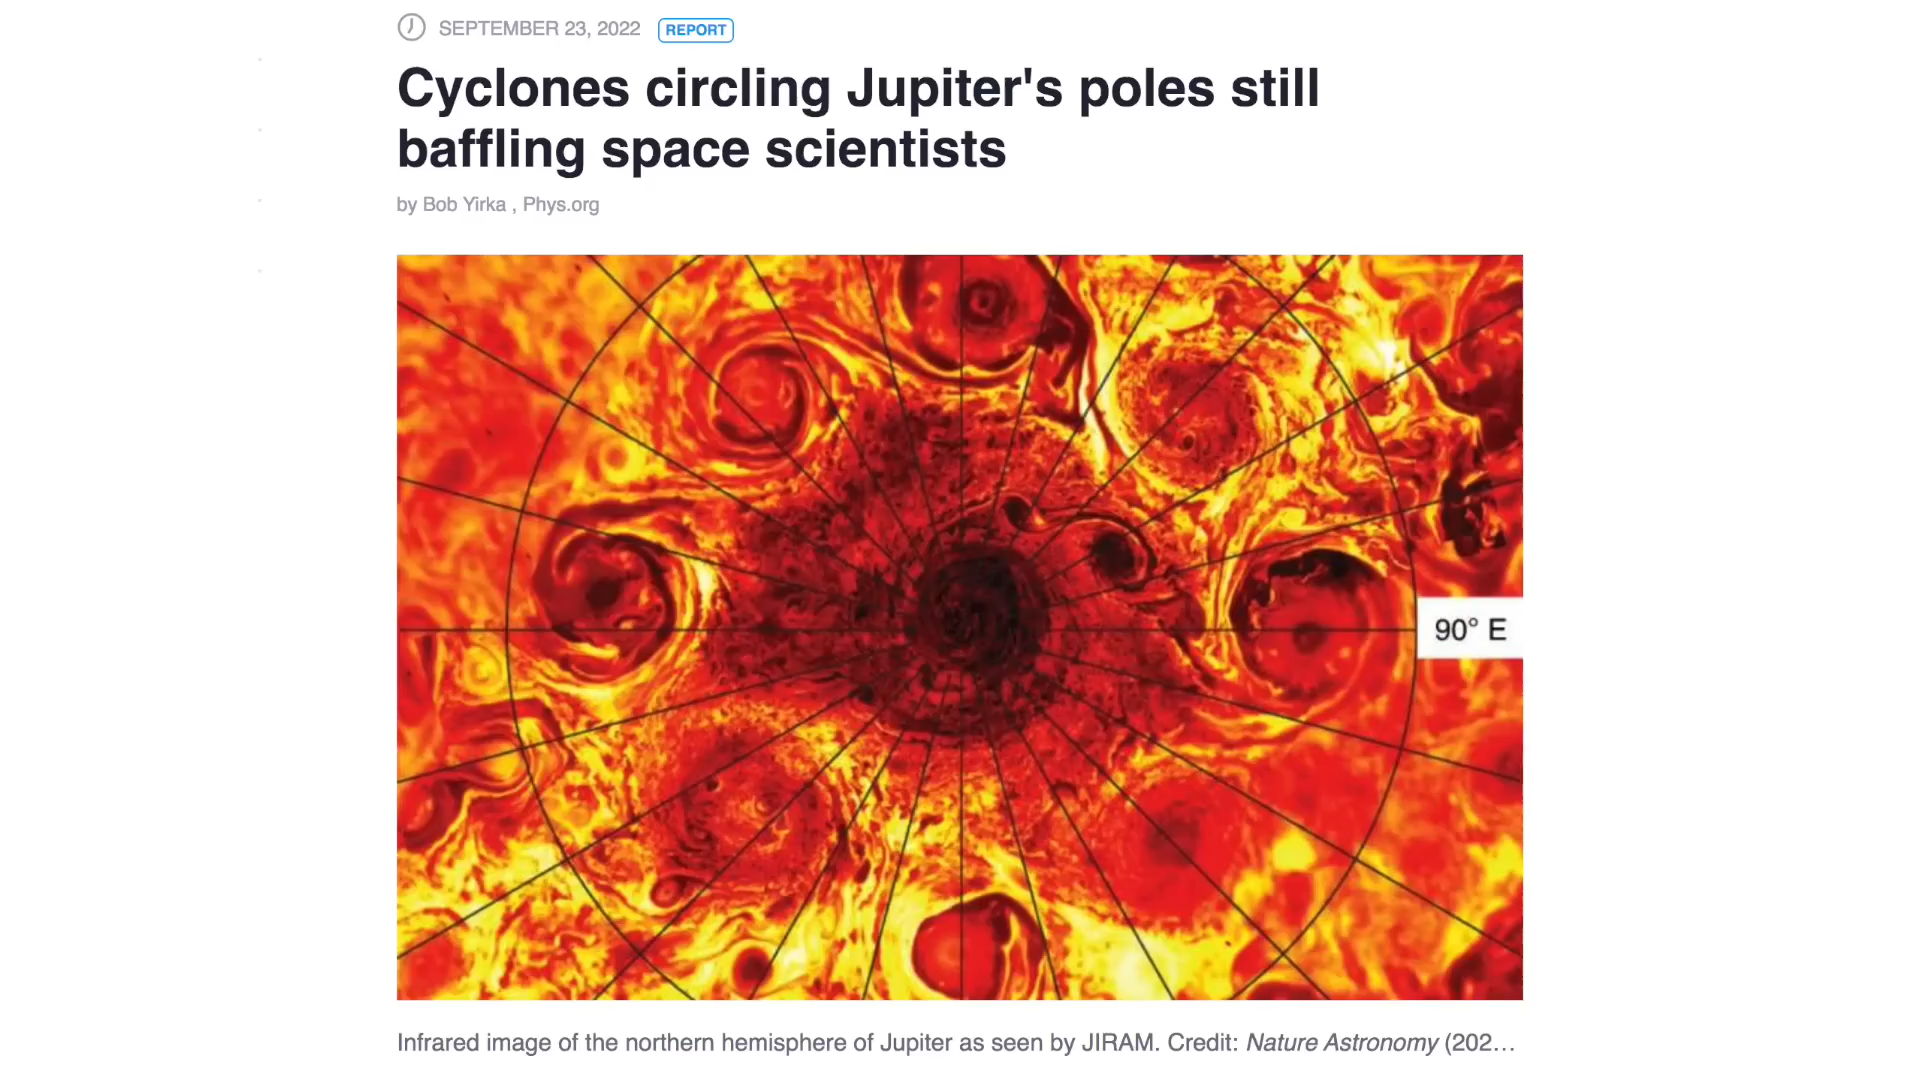 SEPTEMBER 23, 2022 REPORT
Cyclones circling Jupiter's poles still
baffling space scientists
by Bob Yirka , Phys.org
90° E
Infrared image of the northern hemisphere of Jupiter as seen by JIRAM. Credit: Nature Astronomy (202…